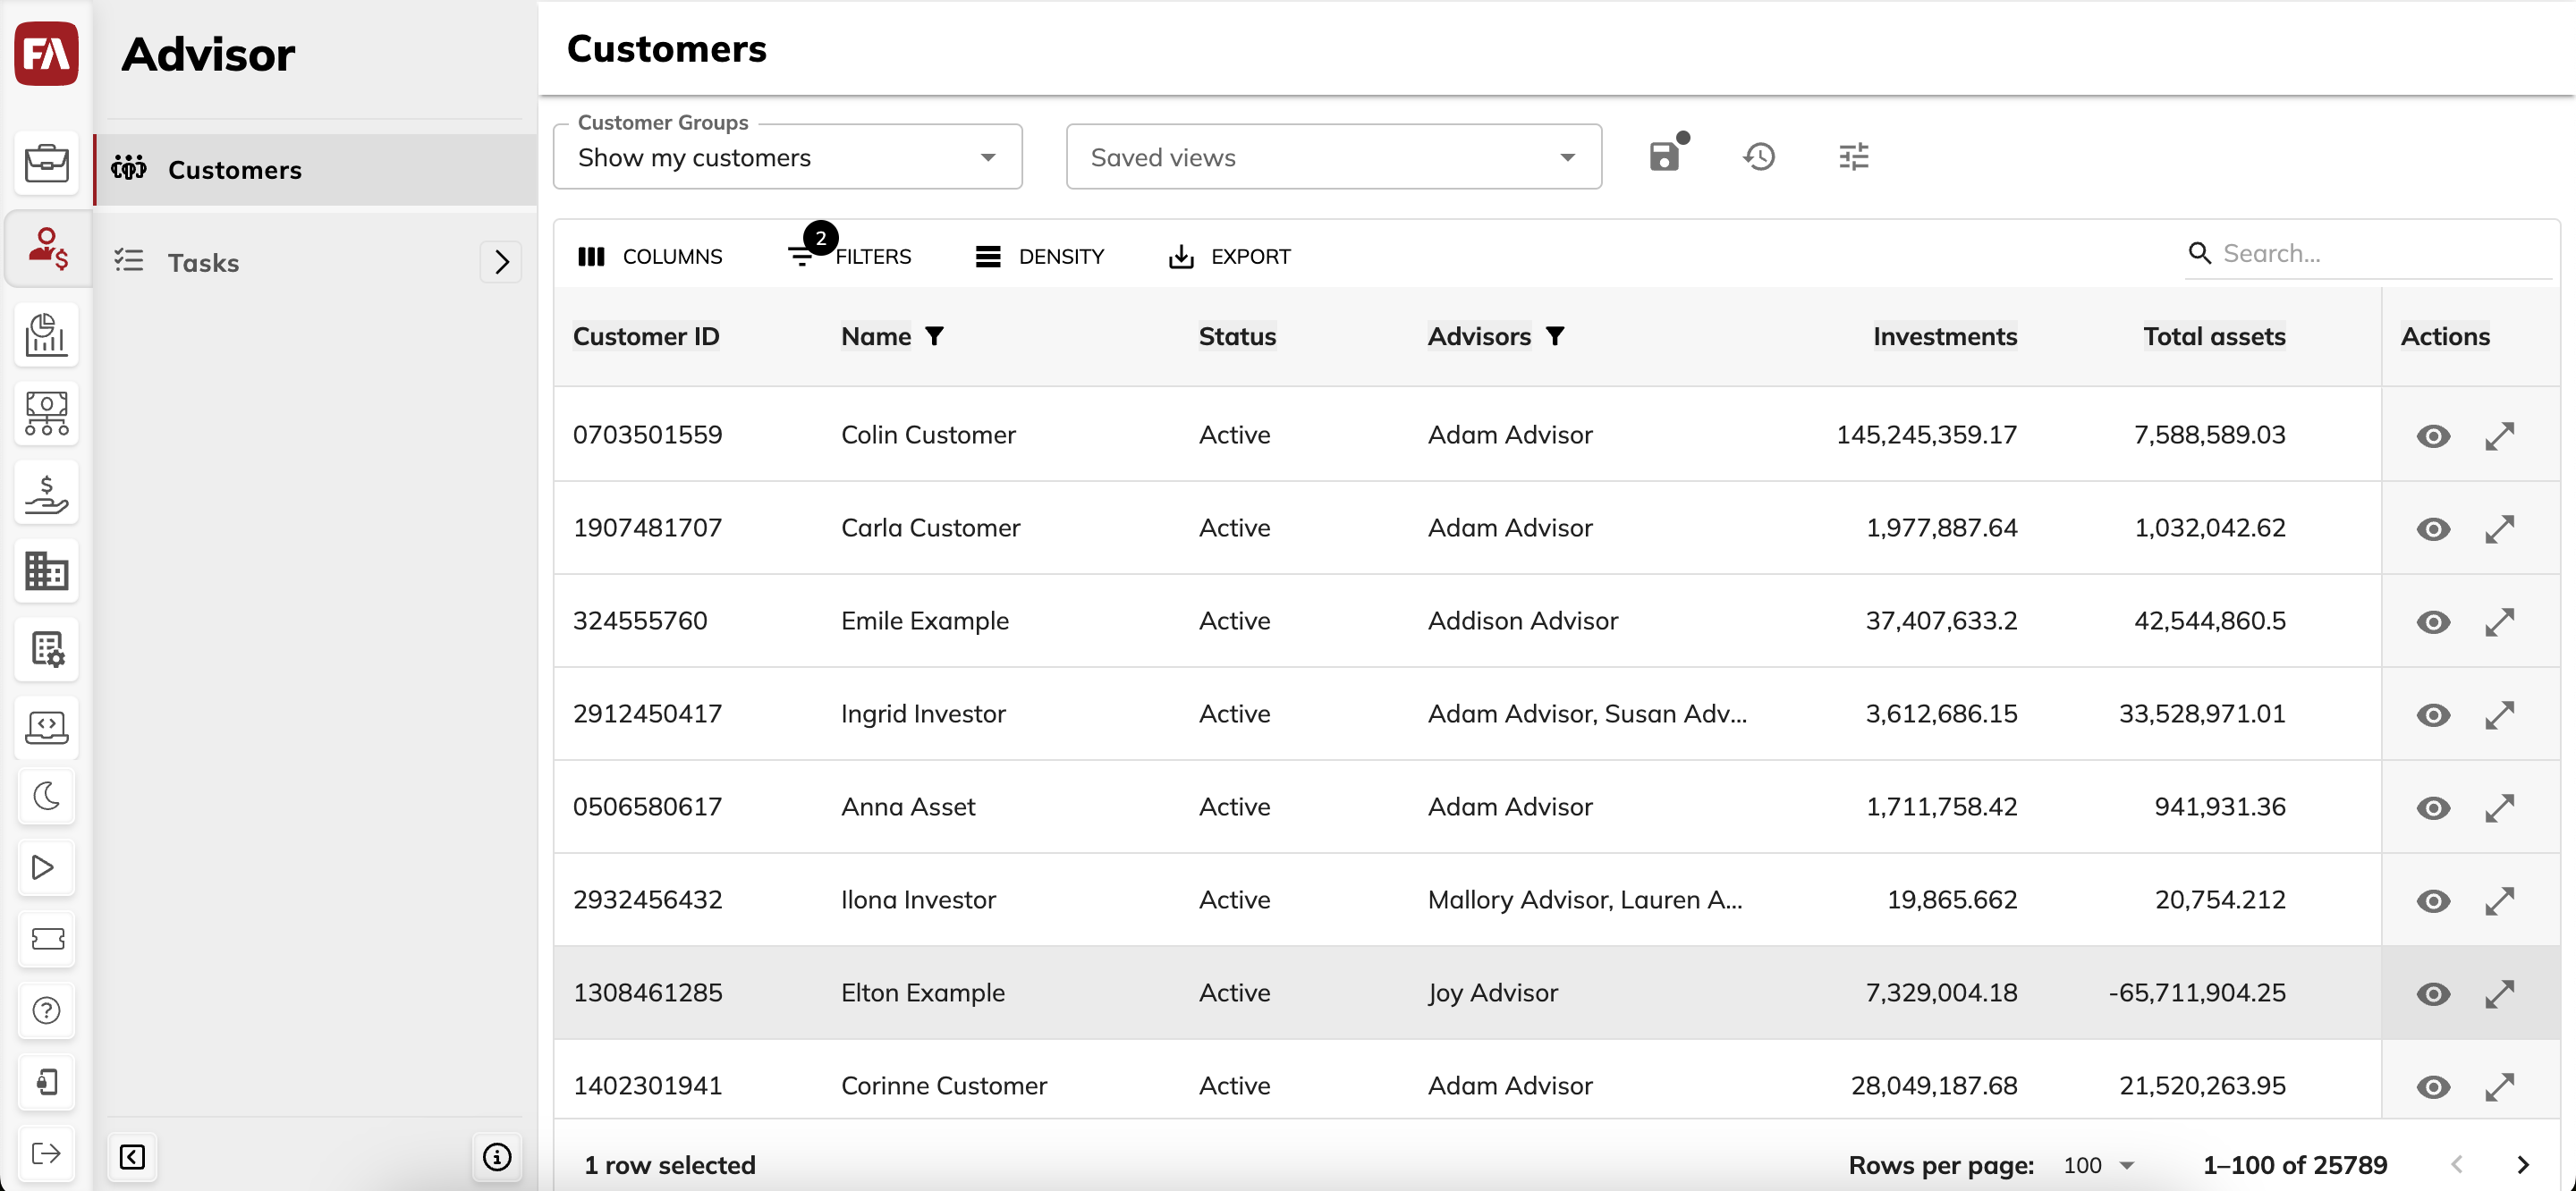 FA
Advisor
Customers
Tasks
Customers
Customer Groups
Show my customers
Saved views
COLUMNS
2
FILTERS
DENSITY
EXPORT
Search...
Customer ID Name Status Advisors Investments Total assets Actions
0703501559 Colin Customer Active Adam Advisor 145,245,359.17 7,588,589.03
1907481707 Carla Customer Active Adam Advisor 1,977,887.64 1,032,042.62
324555760 Emile Example Active Addison Advisor 37,407,633.2 42,544,860.5
2912450417 Ingrid Investor Active Adam Advisor, Susan Adv... 3,612,686.15 33,528,971.01
0506580617 Anna Asset Active Adam Advisor 1,711,758.42 941,931.36
2932456432 Ilona Investor Active Mallory Advisor, Lauren A... 19,865.662 20,754.212
1308461285 Elton Example Active Joy Advisor 7,329,004.18 -65,711,904.25
1402301941 Corinne Customer Active Adam Advisor 28,049,187.68 21,520,263.95
1 row selected
Rows per page: 100 1–100 of 25789